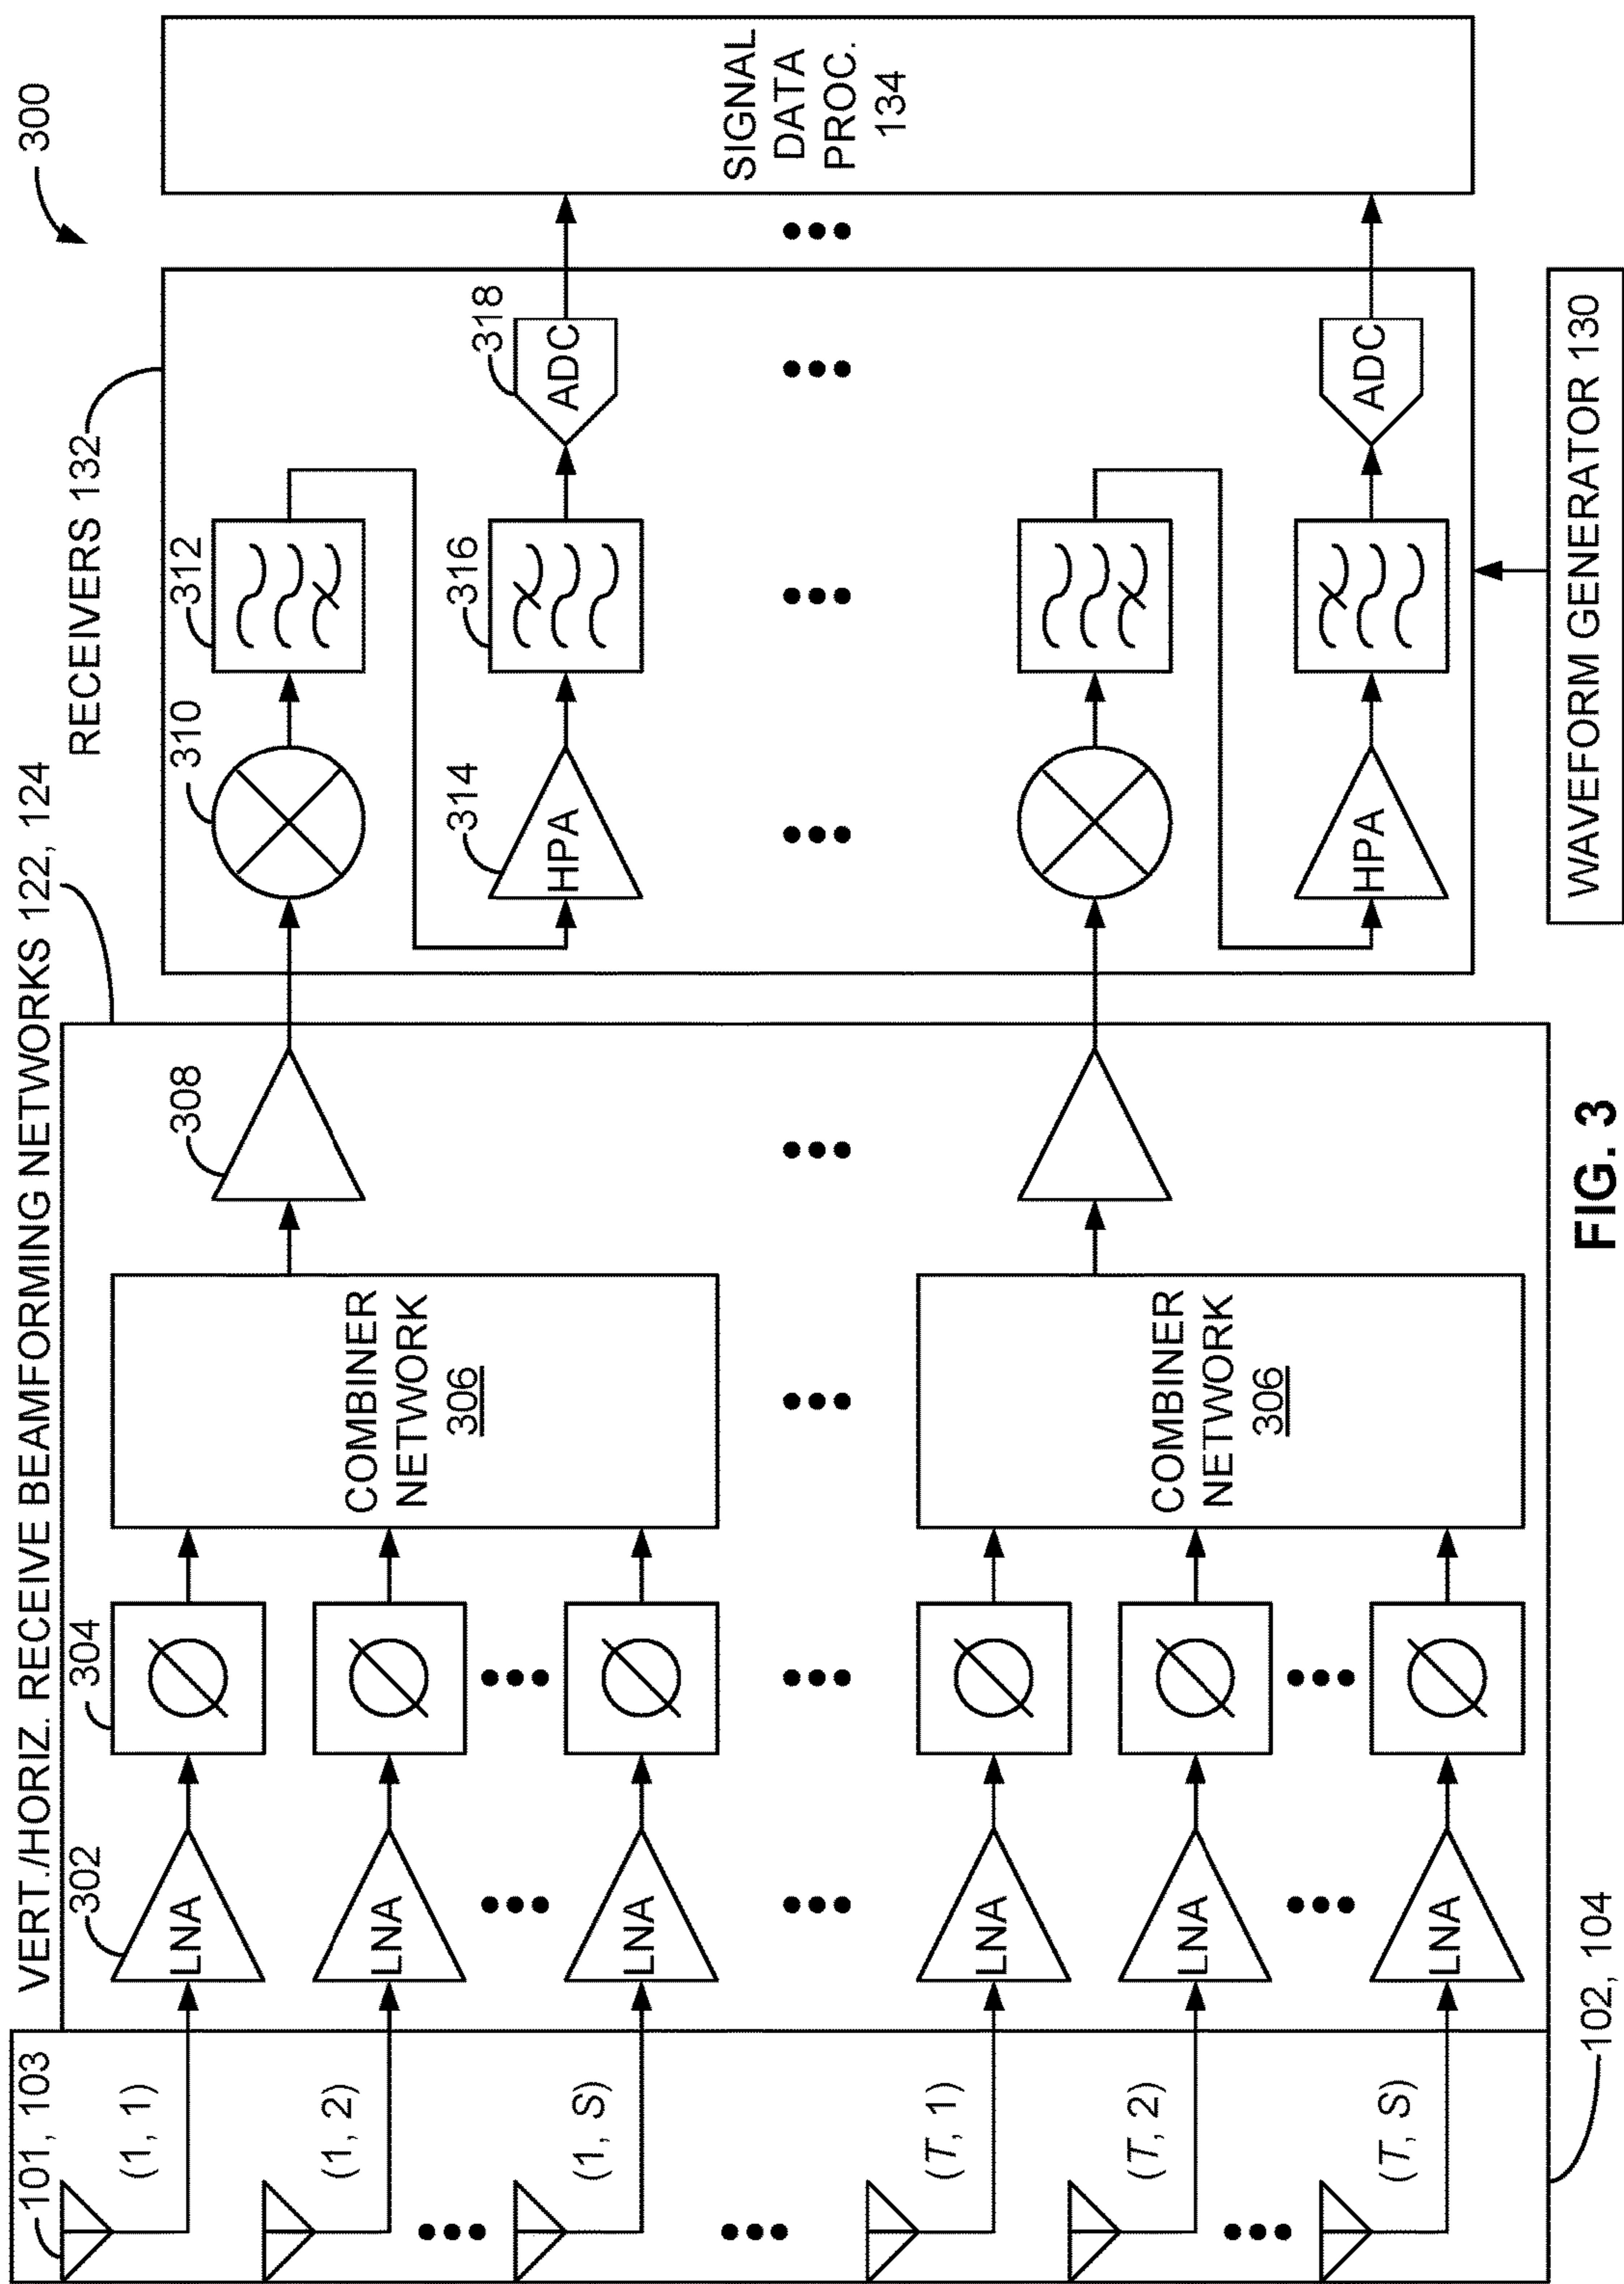 300
VERT./HORIZ. RECEIVE BEAMFORMING NETWORKS 122, 124
RECEIVERS 132
101, 103
302
304
308
310
312
(1, 1)
LNA
COMBINER
NETWORK
306
(1, 2)
LNA
314
316
318
HPA
ADC
(1, S)
LNA
SIGNAL
DATA
PROC.
134
(T, 1)
LNA
COMBINER
NETWORK
306
(T, 2)
LNA
HPA
ADC
(T, S)
LNA
102, 104
WAVEFORM GENERATOR 130
FIG. 3